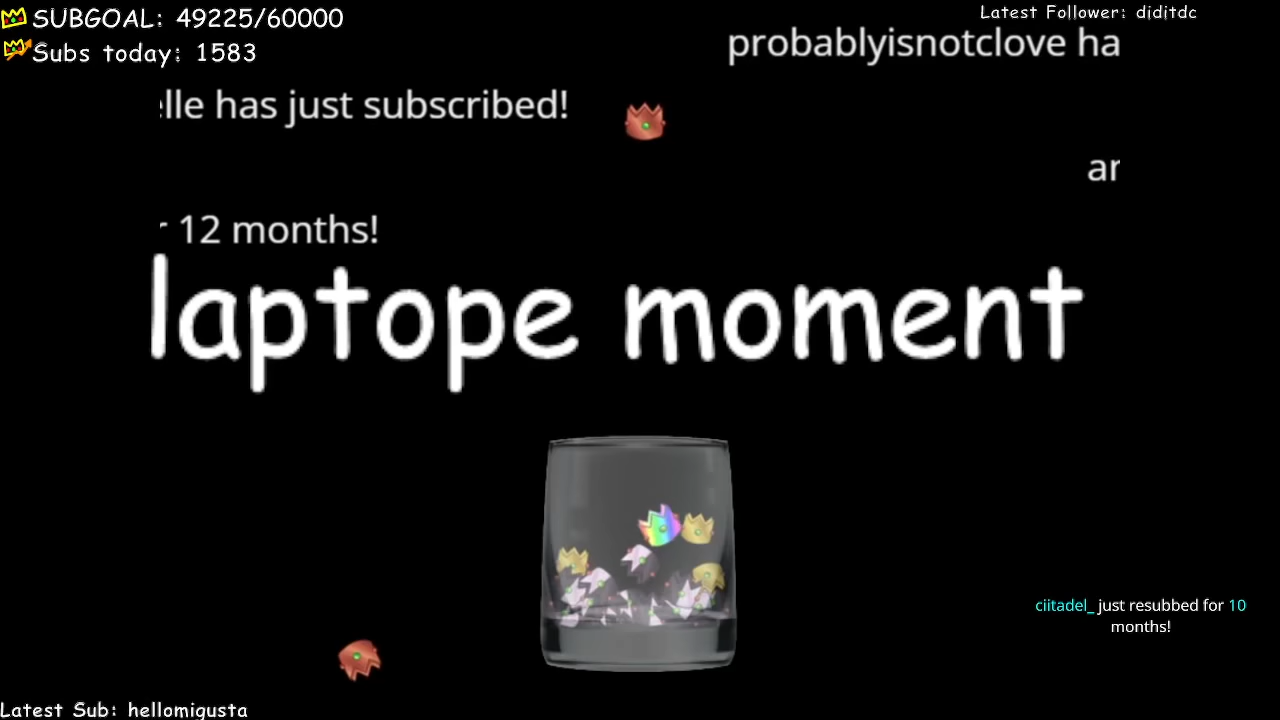 SUBGOAL: 49225/60000
Latest Follower: diditdc
Subs today: 1583
probablyisnotclove ha
lle has just subscribed!
ar
12 months!
laptope moment
ciitadel_ just resubbed for 10
months!
Latest Sub: hellomigusta